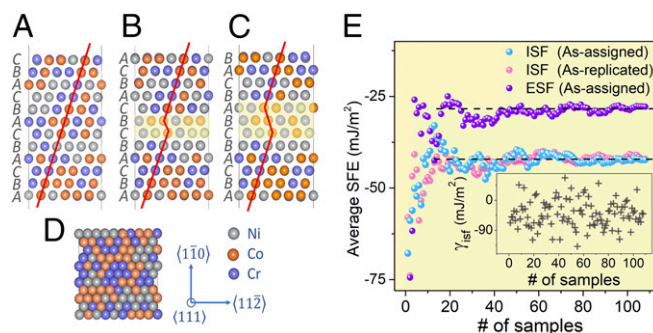 A B C
C A B
B C A
A B C
C A B
B C A
A B B
C C C
B B B
A A A
C C C
B B B
A A A
D
Ni
Co
Cr
⟨11̄0⟩
⟨111⟩
⟨112̄⟩
E
Average SFE (mJ/m²)
0
-25
-50
-75
ISF (As-assigned)
ISF (As-replicated)
ESF (As-assigned)
γisf (mJ/m²)
0
-90
0 20 40 60 80 100
# of samples
0 20 40 60 80 100
# of samples